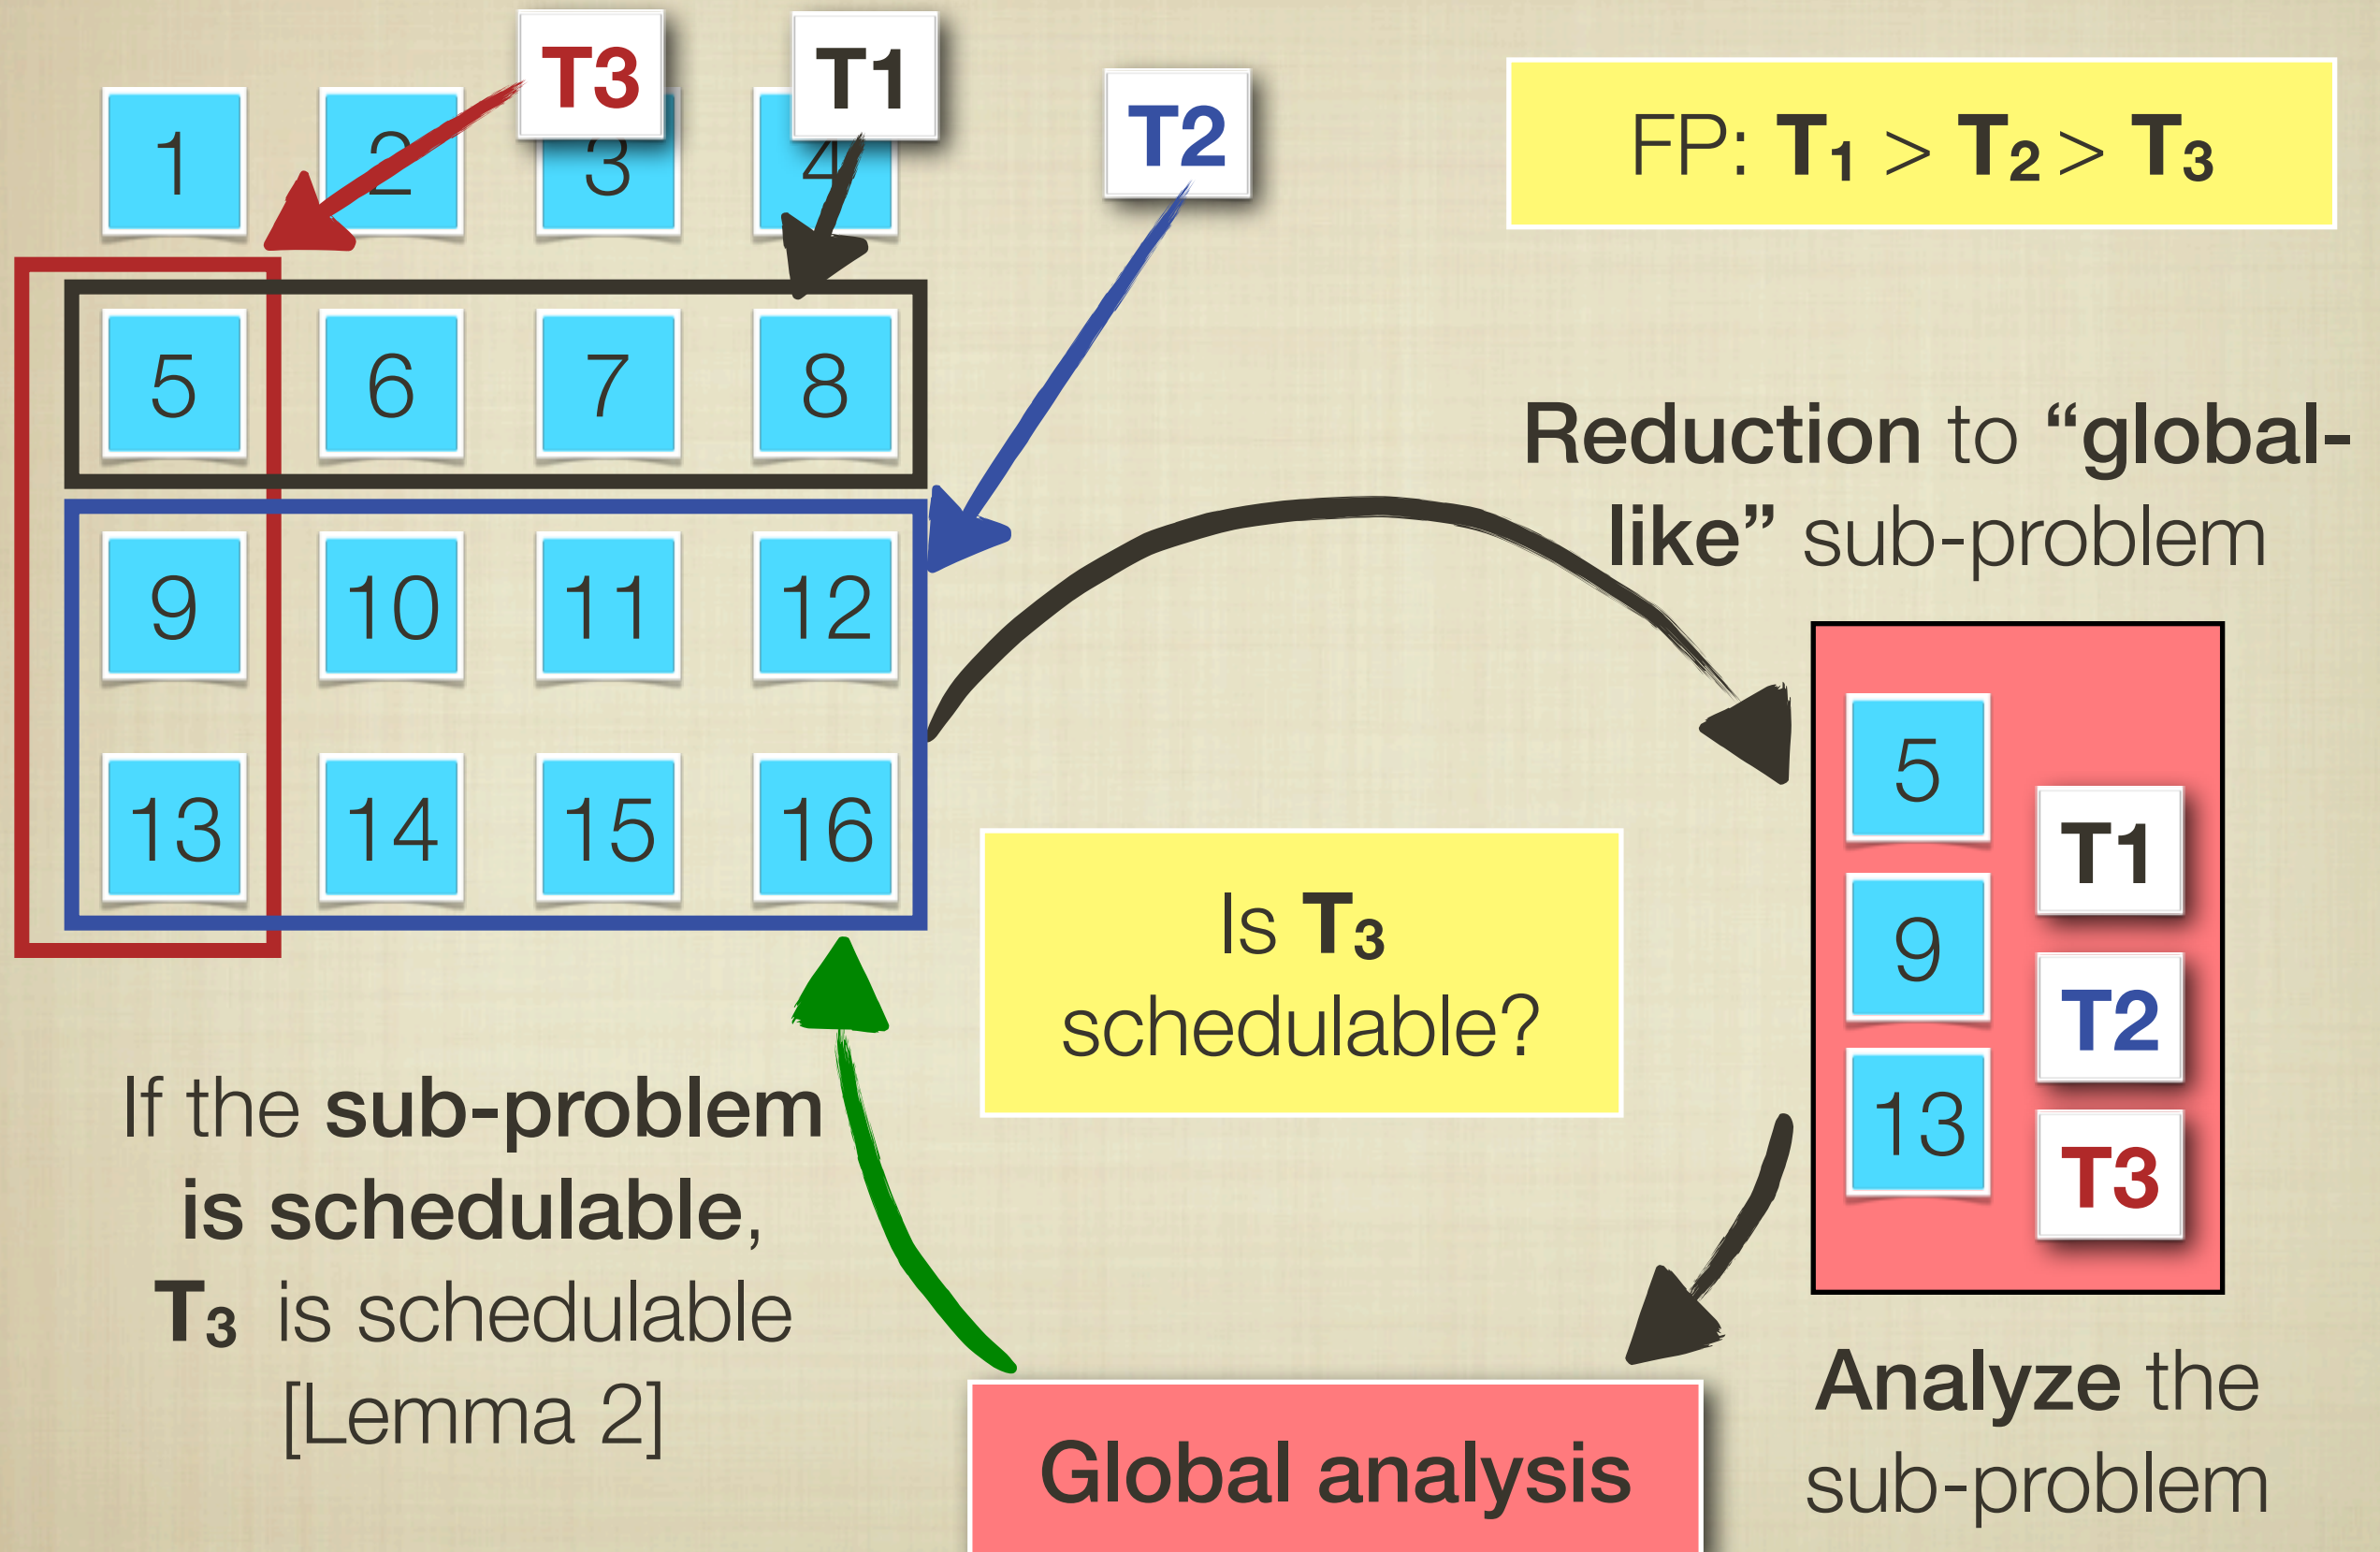 T3
T1
T2
FP: T₁ > T₂ > T₃
1 2 3 4
5 6 7 8
9 10 11 12
13 14 15 16
Reduction to “global-
like” sub-problem
5
9
13
T1
T2
T3
Is T₃
schedulable?
If the sub-problem
is schedulable,
T₃ is schedulable
[Lemma 2]
Global analysis
Analyze the
sub-problem